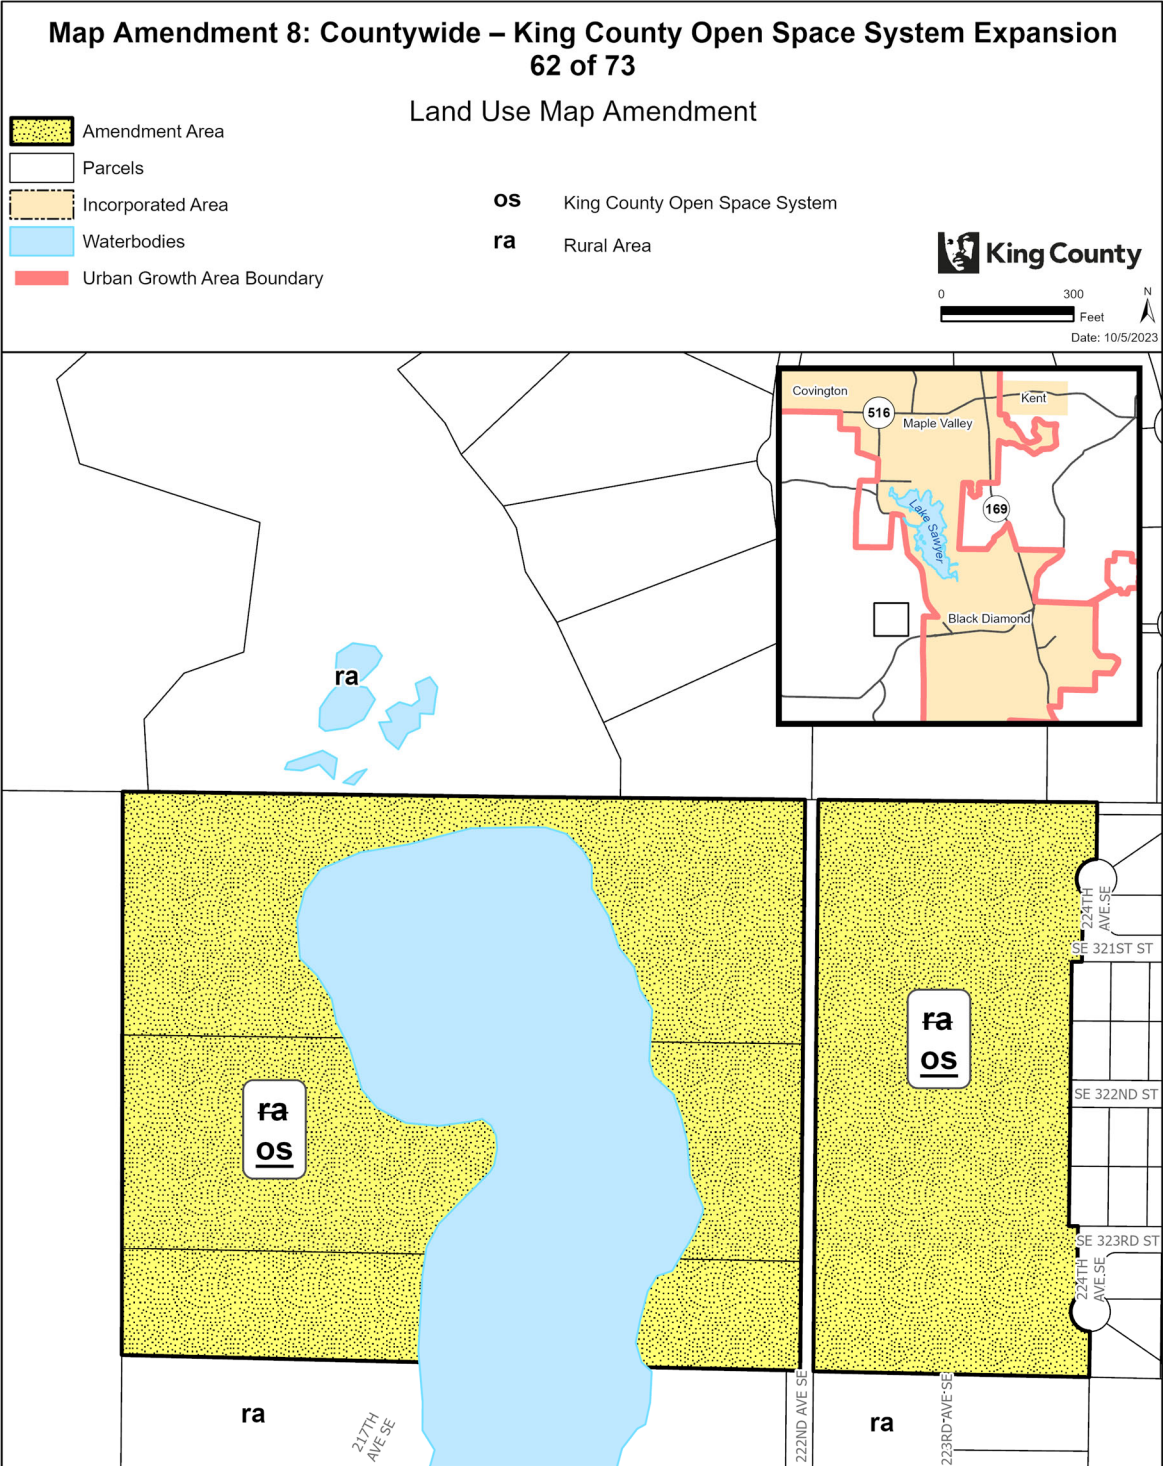 Map Amendment 8: Countywide – King County Open Space System Expansion
62 of 73
Land Use Map Amendment
Amendment Area
Parcels
Incorporated Area
Waterbodies
Urban Growth Area Boundary
os King County Open Space System
ra Rural Area
King County
0 300
Feet
N
Date: 10/5/2023
Covington
516
Maple Valley
Kent
169
Lake Sawyer
Black Diamond
ra
224TH
AVE SE
SE 321ST ST
ra
os
SE 322ND ST
ra
os
SE 323RD ST
224TH
AVE SE
ra
217TH
AVE SE
222ND AVE SE
ra
223RD AVE SE